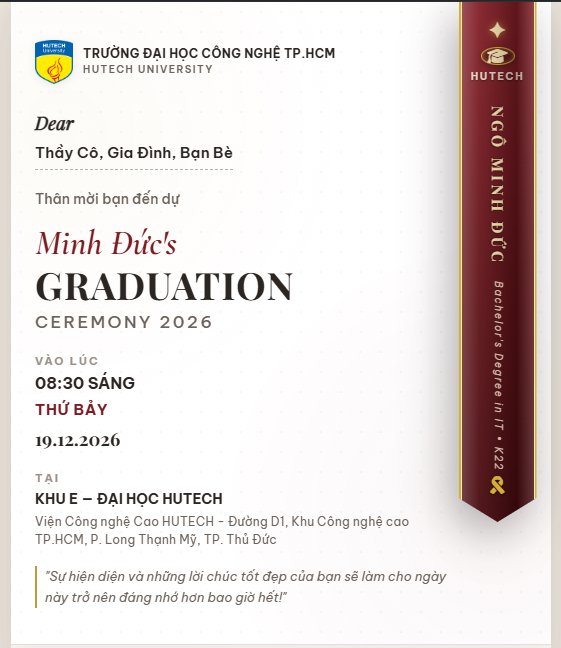 HUTECH
University
TRƯỜNG ĐẠI HỌC CÔNG NGHỆ TP.HCM
HUTECH UNIVERSITY
Dear
Thầy Cô, Gia Đình, Bạn Bè
Thân mời bạn đến dự
Minh Đức's
GRADUATION
CEREMONY 2026
VÀO LÚC
08:30 SÁNG
THỨ BẢY
19.12.2026
TẠI
KHU E – ĐẠI HỌC HUTECH
Viện Công nghệ Cao HUTECH - Đường D1, Khu Công nghệ cao
TP.HCM, P. Long Thạnh Mỹ, TP. Thủ Đức
"Sự hiện diện và những lời chúc tốt đẹp của bạn sẽ làm cho ngày
này trở nên đáng nhớ hơn bao giờ hết!"
HUTECH
NGÔ MINH ĐỨC
Bachelor's Degree in IT • K22